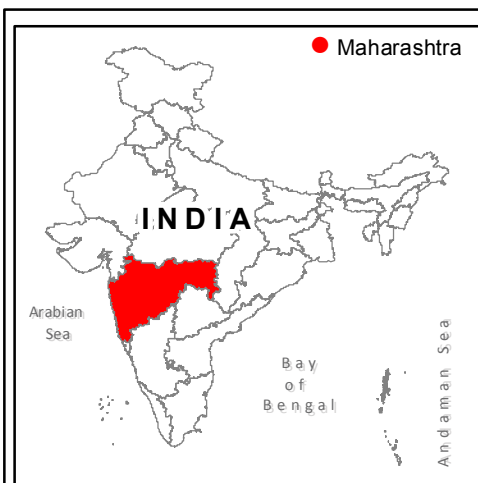 Maharashtra
INDIA
Arabian
Sea
Bay
of
Bengal
Andaman Sea